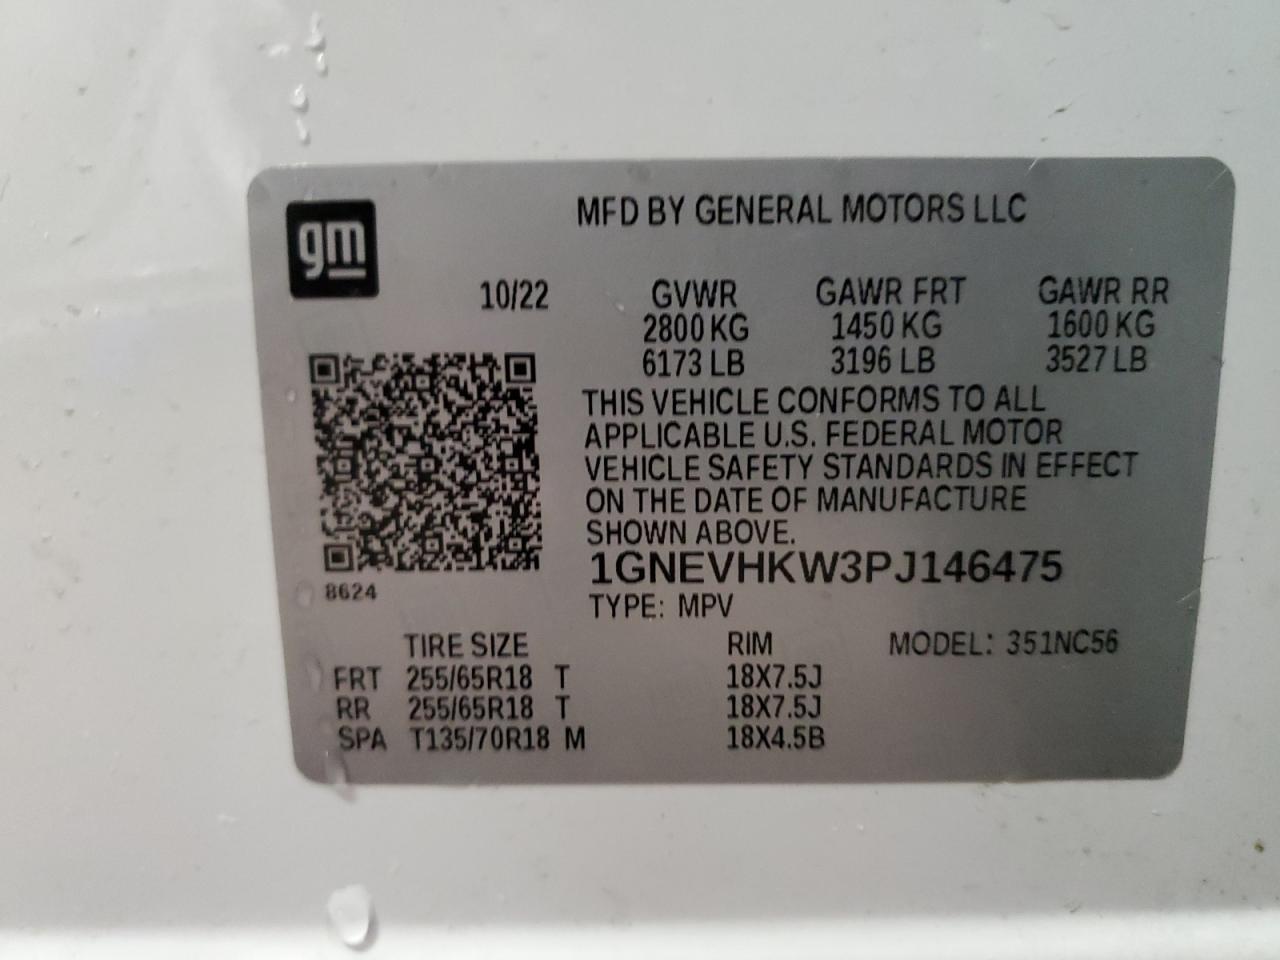 gm
MFD BY GENERAL MOTORS LLC
10/22 GVWR GAWR FRT GAWR RR
2800 KG 1450 KG 1600 KG
6173 LB 3196 LB 3527 LB
THIS VEHICLE CONFORMS TO ALL
APPLICABLE U.S. FEDERAL MOTOR
VEHICLE SAFETY STANDARDS IN EFFECT
ON THE DATE OF MANUFACTURE
SHOWN ABOVE.
1GNEVHKW3PJ146475
8624
TYPE: MPV
TIRE SIZE RIM MODEL: 351NC56
FRT 255/65R18 T 18X7.5J
RR 255/65R18 T 18X7.5J
SPA T135/70R18 M 18X4.5B